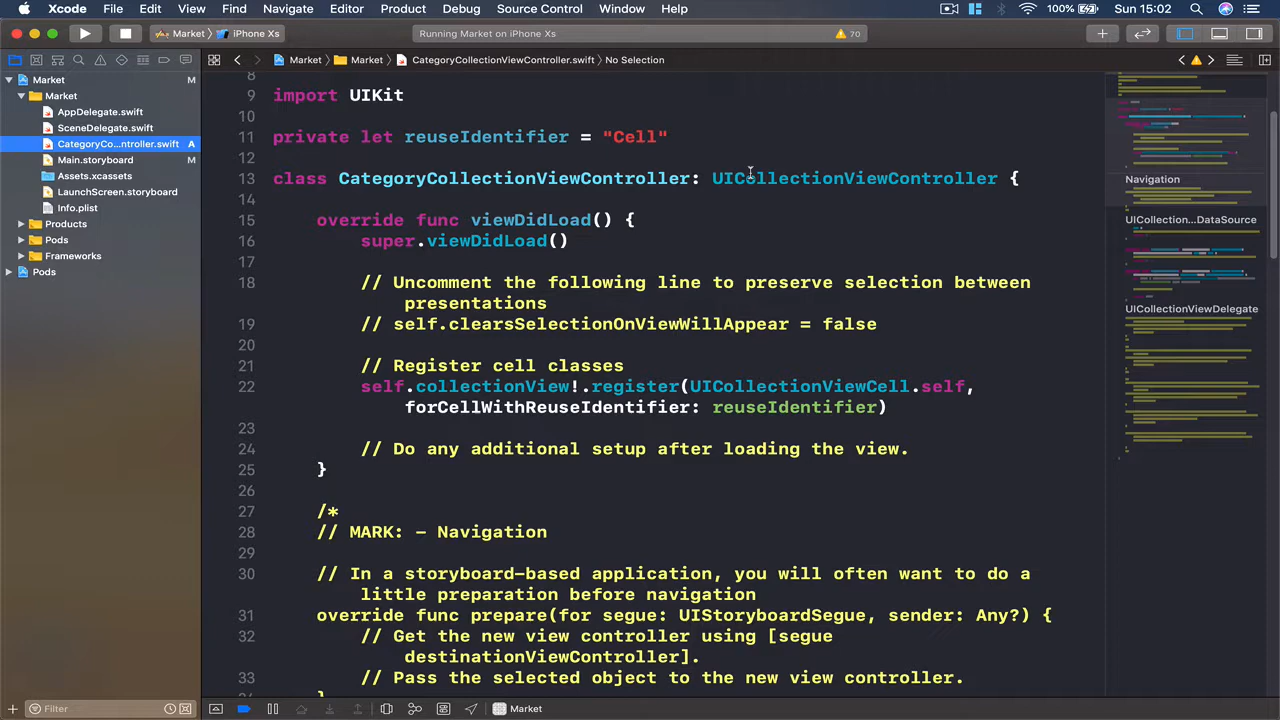 Xcode File Edit View Find Navigate Editor Product Debug Source Control Window Help 100% Sun 15:02
Market iPhone Xs Running Market on iPhone Xs 70
Market Market CategoryCollectionViewController.swift No Selection
Market M
Market
AppDelegate.swift
SceneDelegate.swift
CategoryCo...ntroller.swift A
Main.storyboard M
Assets.xcassets
LaunchScreen.storyboard
Info.plist
Products
Pods
Frameworks
Pods
8
9 import UIKit
10
11 private let reuseIdentifier = "Cell"
12
13 class CategoryCollectionViewController: UICollectionViewController {
14
15 override func viewDidLoad() {
16 super.viewDidLoad()
17
18 // Uncomment the following line to preserve selection between
presentations
19 // self.clearsSelectionOnViewWillAppear = false
20
21 // Register cell classes
22 self.collectionView!.register(UICollectionViewCell.self,
forCellWithReuseIdentifier: reuseIdentifier)
23
24 // Do any additional setup after loading the view.
25 }
26
27 /*
28 // MARK: - Navigation
29
30 // In a storyboard-based application, you will often want to do a
little preparation before navigation
31 override func prepare(for segue: UIStoryboardSegue, sender: Any?) {
32 // Get the new view controller using [segue
destinationViewController].
33 // Pass the selected object to the new view controller.
}
Navigation
UICollection...DataSource
UICollectionViewDelegate
Filter
Market